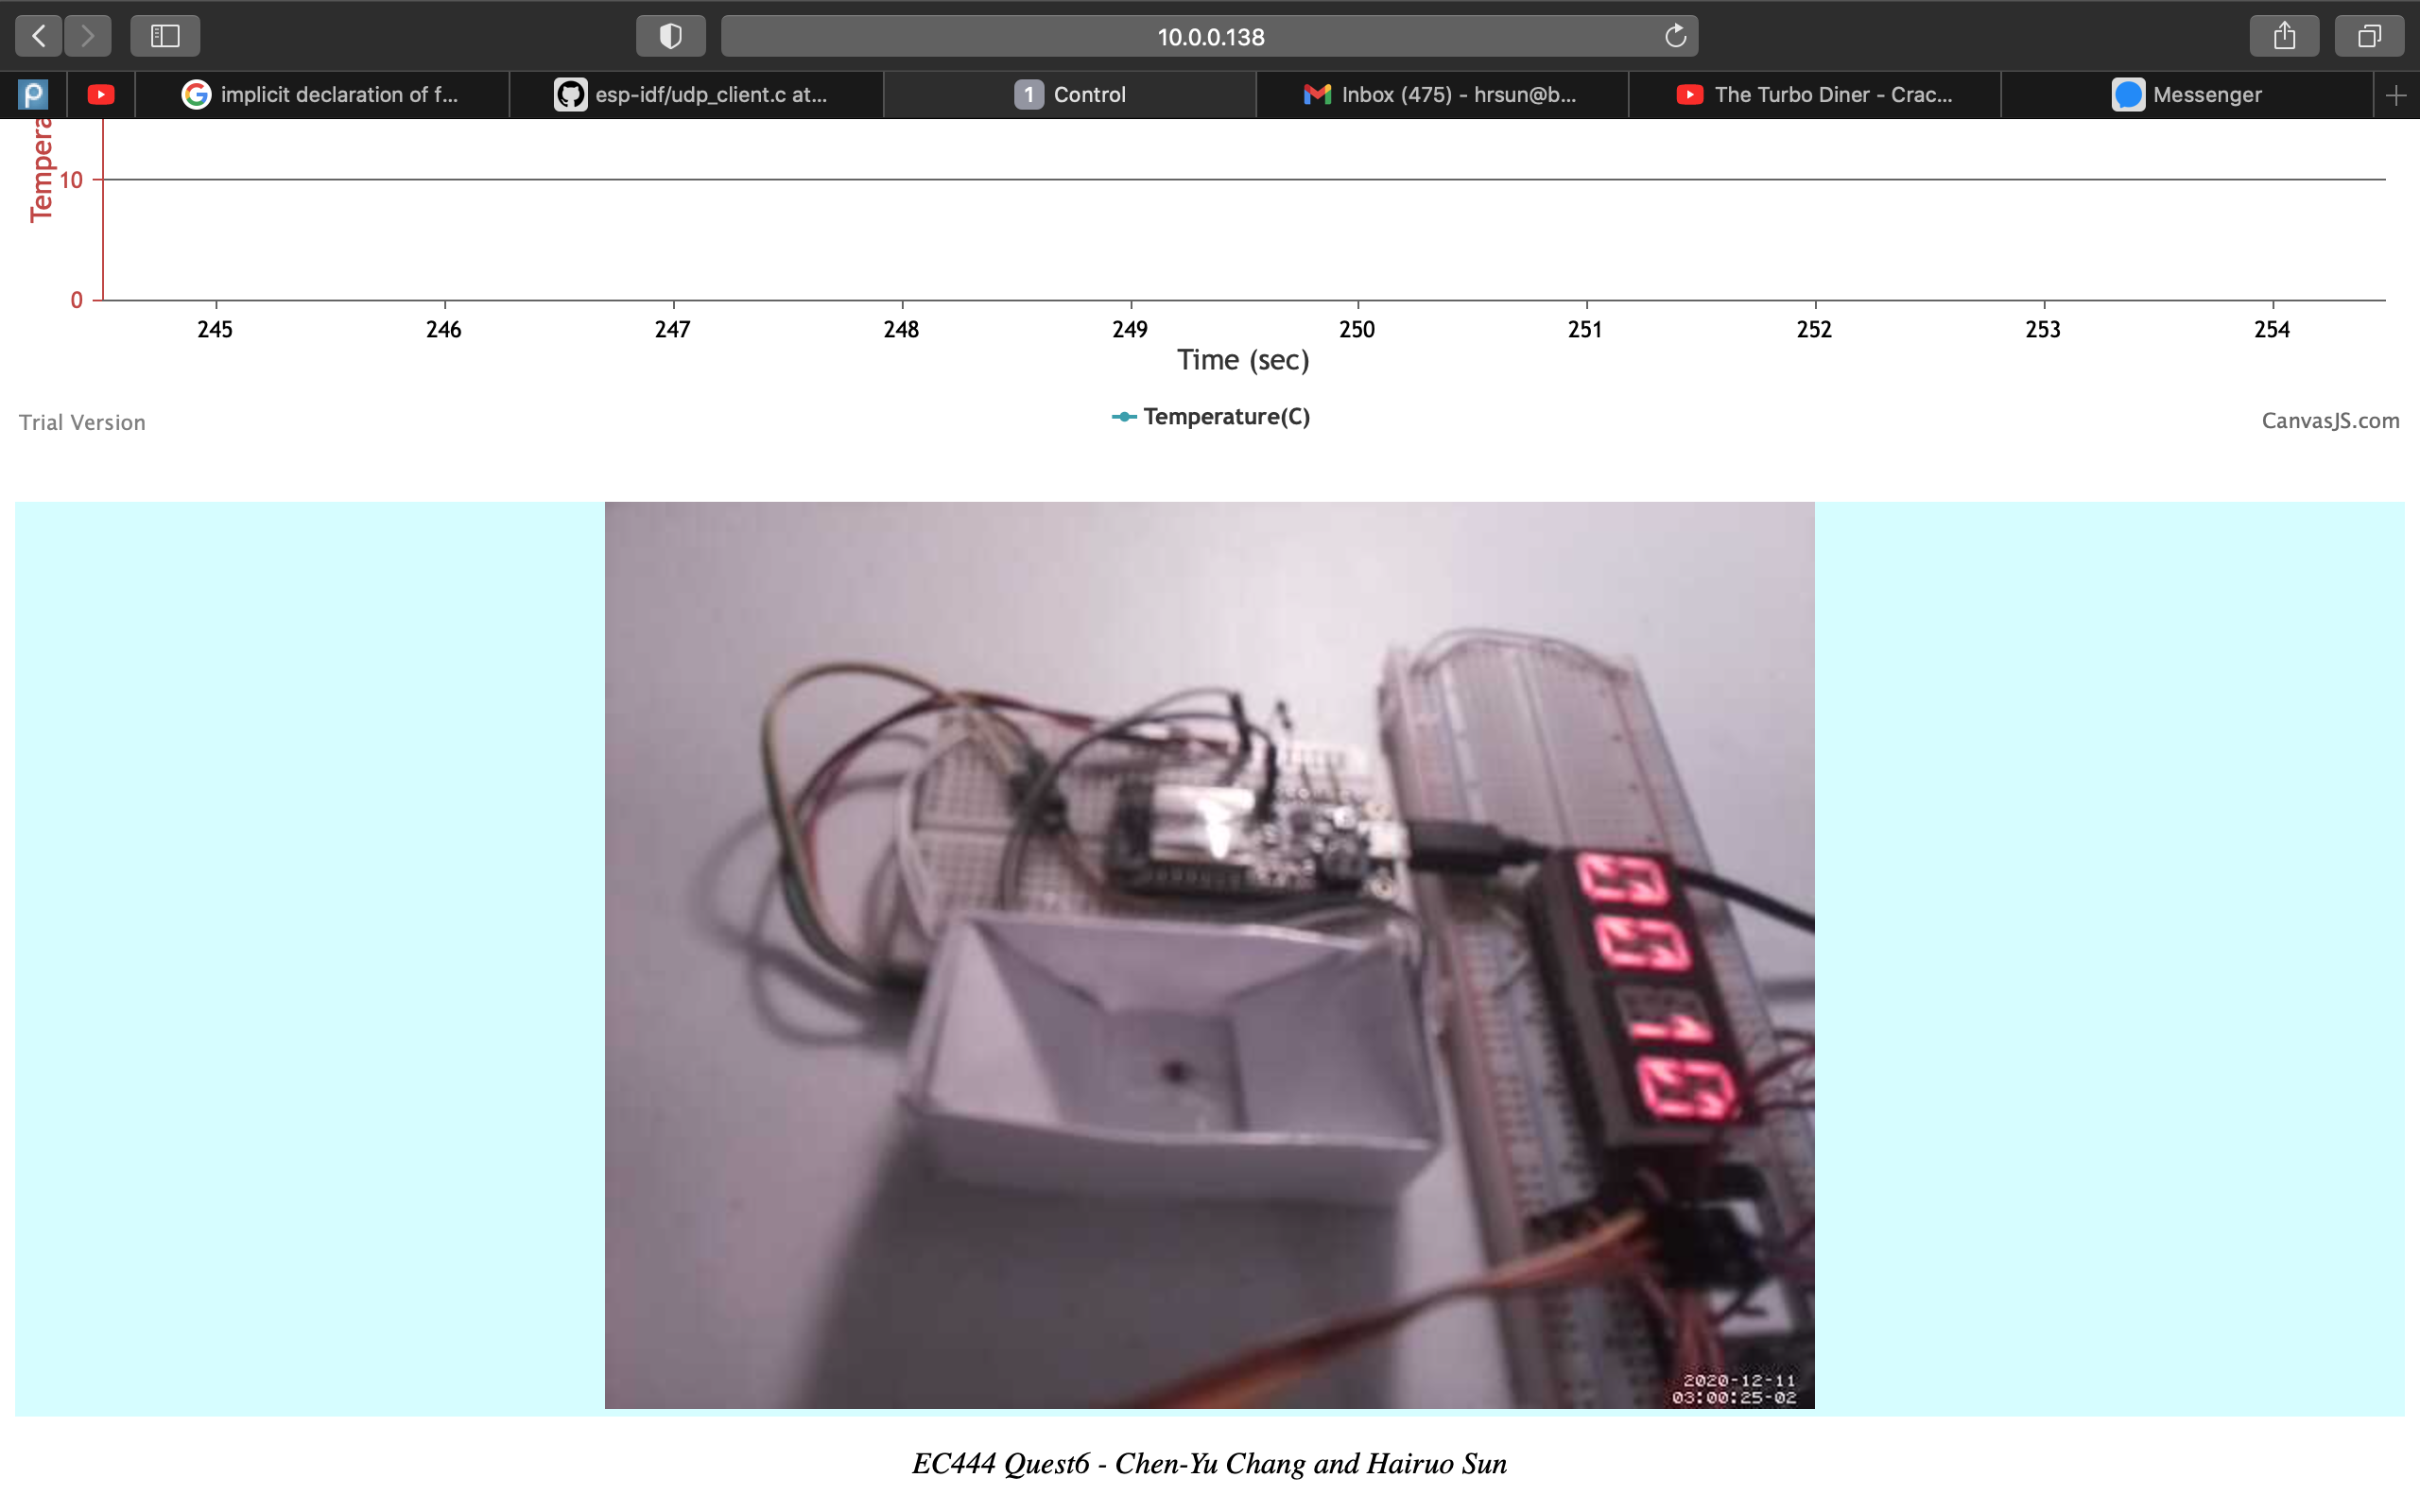 10.0.0.138
implicit declaration of f...
esp-idf/udp_client.c at...
1 Control
Inbox (475) - hrsun@b...
The Turbo Diner - Crac...
Messenger
Tempera
10
0
245 246 247 248 249 250 251 252 253 254
Time (sec)
Trial Version
Temperature(C)
CanvasJS.com
0010
2020-12-11
03:00:25-02
EC444 Quest6 - Chen-Yu Chang and Hairuo Sun